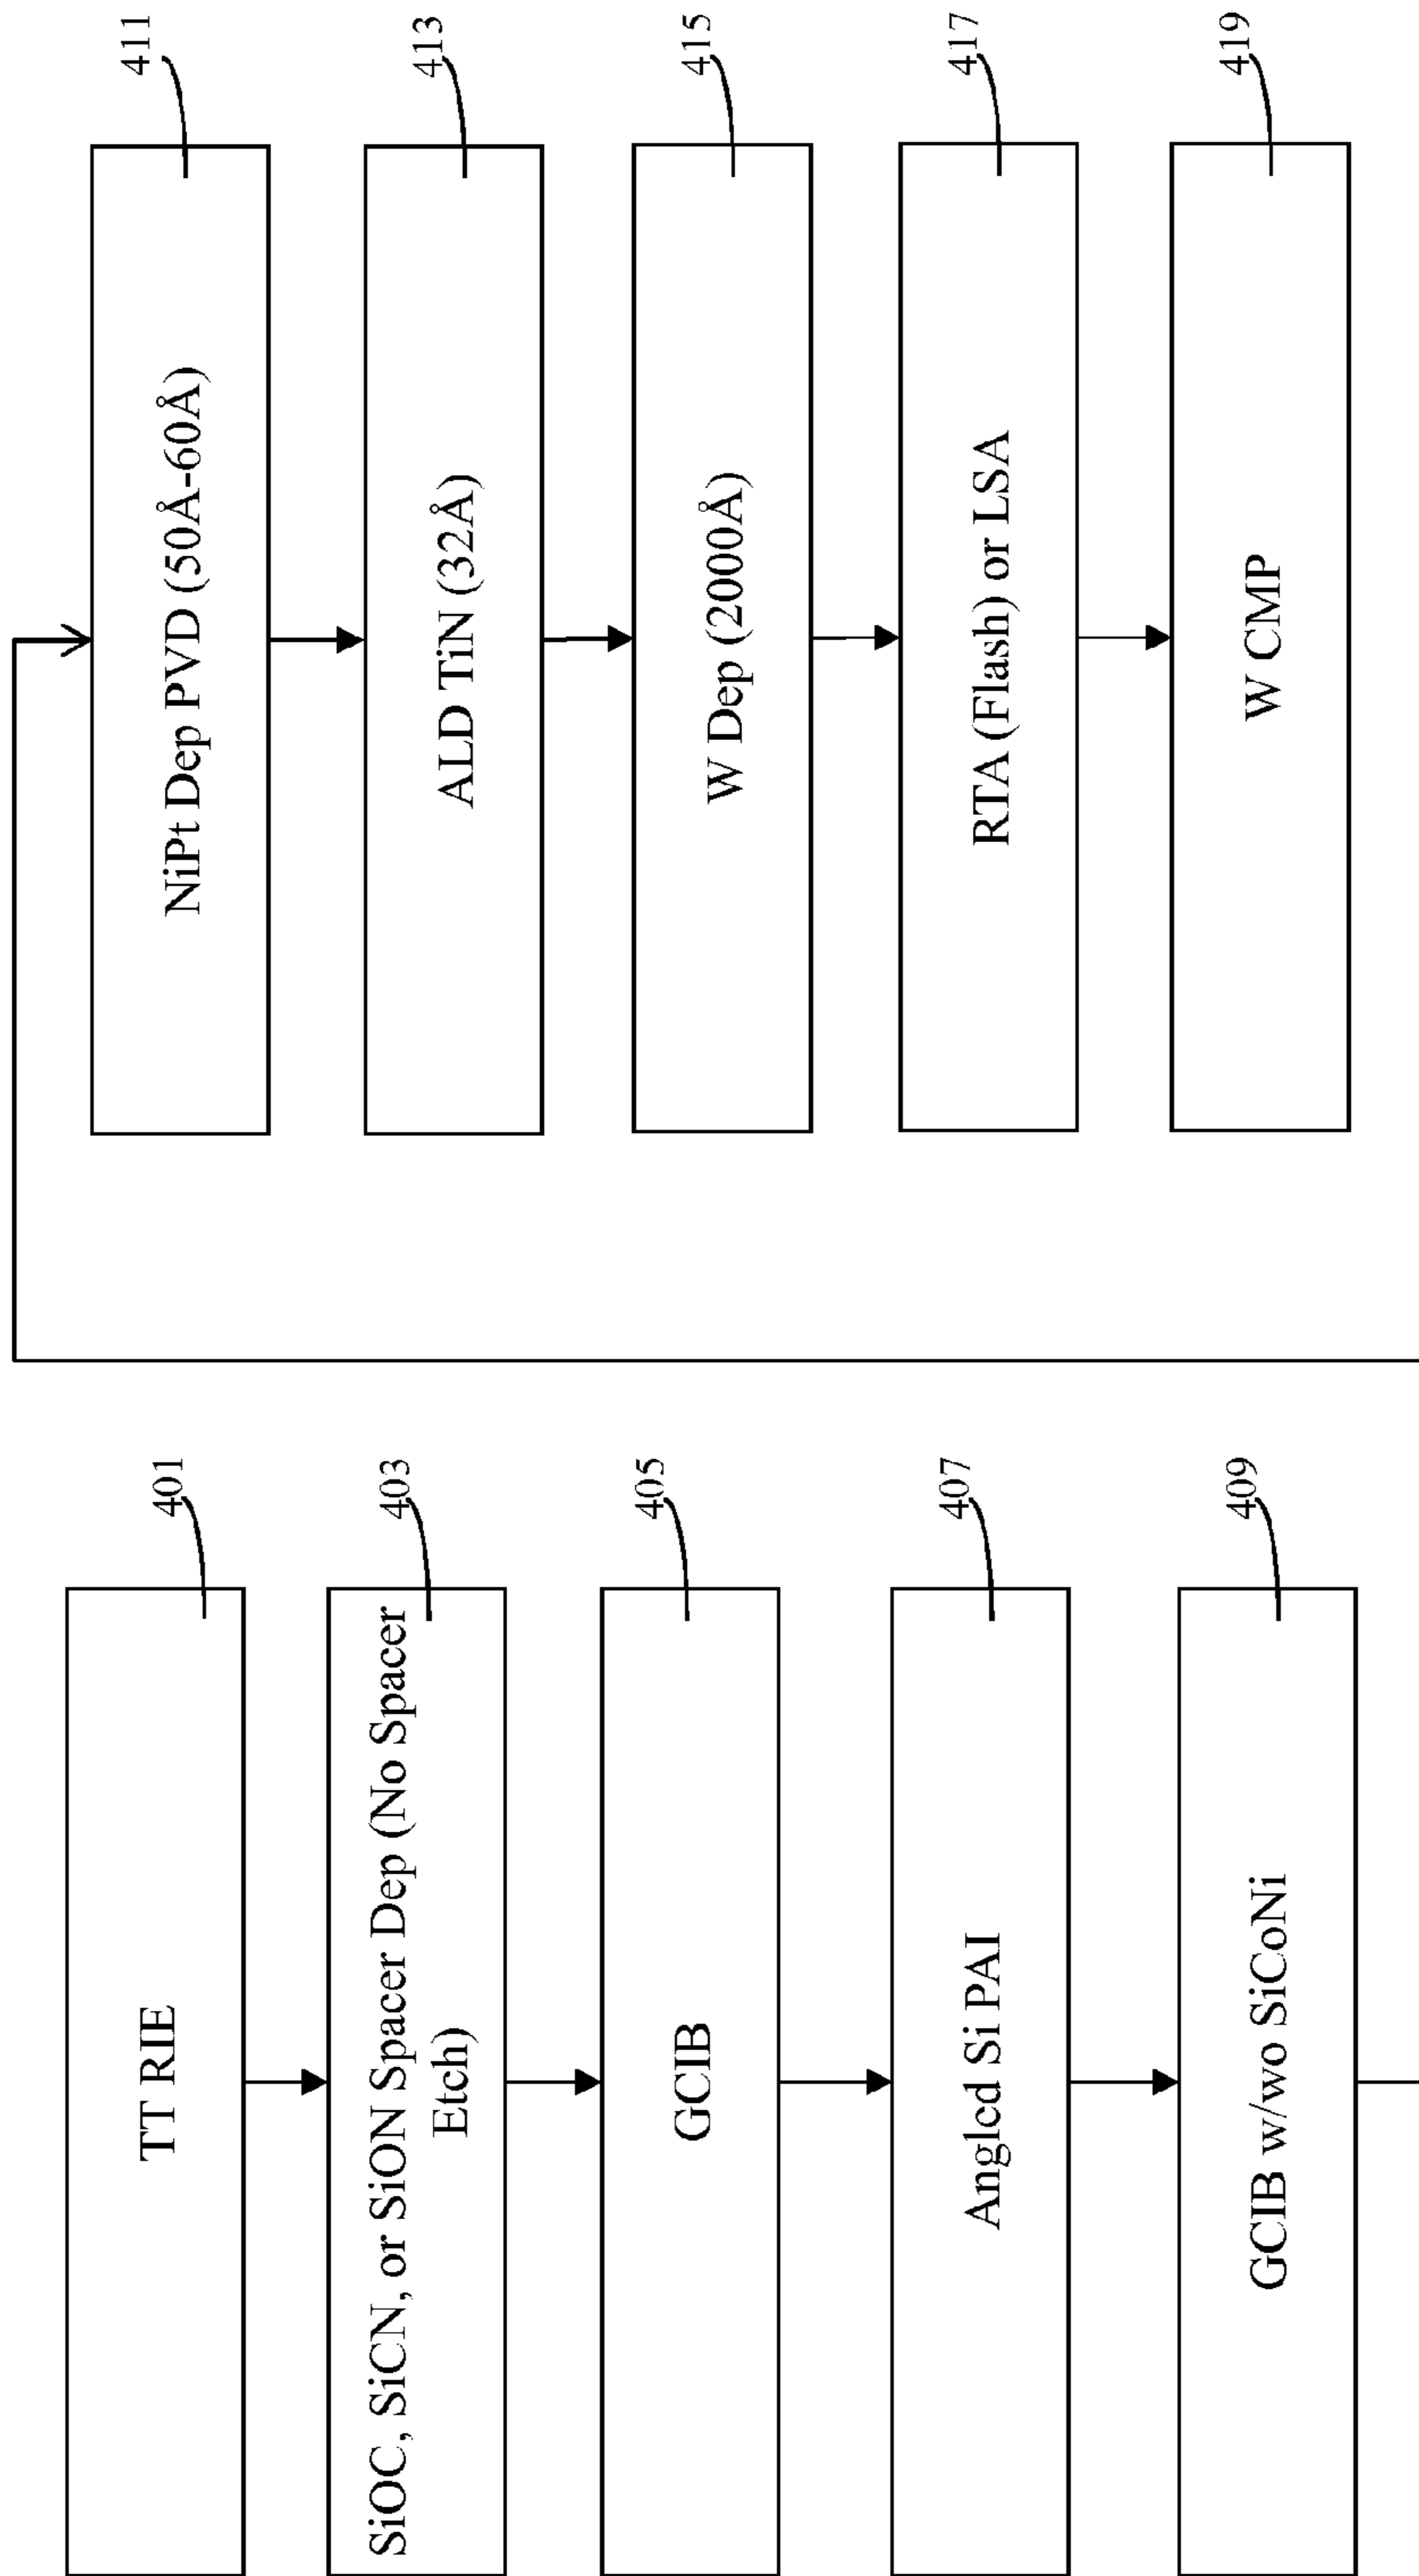 401
TT RIE
403
SiOC, SiCN, or SiON Spacer Dep (No Spacer
Etch)
405
GCIB
407
Angled Si PAI
409
GCIB w/wo SiCoNi
411
NiPt Dep PVD (50Å-60Å)
413
ALD TiN (32Å)
415
W Dep (2000Å)
417
RTA (Flash) or LSA
419
W CMP